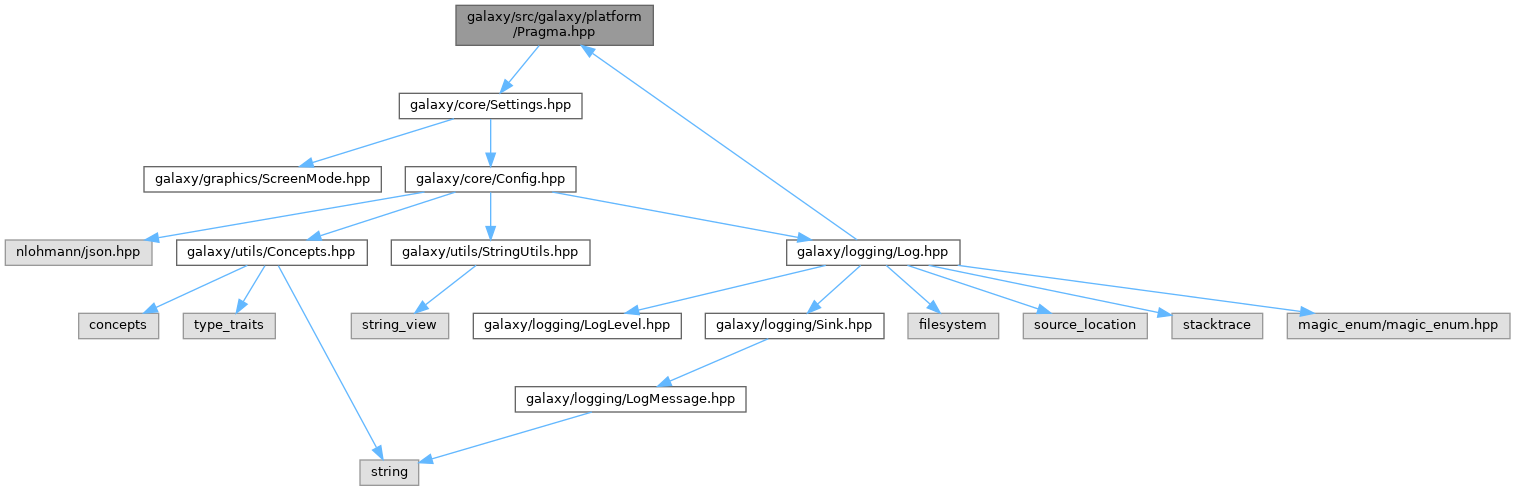 galaxy/src/galaxy/platform
/Pragma.hpp
galaxy/core/Settings.hpp
galaxy/graphics/ScreenMode.hpp
galaxy/core/Config.hpp
nlohmann/json.hpp
galaxy/utils/Concepts.hpp
galaxy/utils/StringUtils.hpp
galaxy/logging/Log.hpp
concepts
type_traits
string_view
galaxy/logging/LogLevel.hpp
galaxy/logging/Sink.hpp
filesystem
source_location
stacktrace
magic_enum/magic_enum.hpp
galaxy/logging/LogMessage.hpp
string